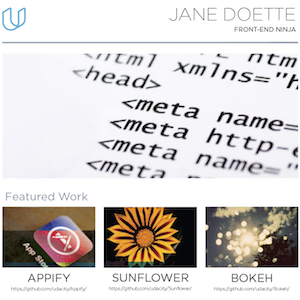 JANE DOETTE
FRONT-END NINJA
html
xmlns="h
<head>
<meta name=
<meta http-e
<meta name=
<meta
Featured Work
App Store
APPIFY
https://github.com/udacity/Appify/
SUNFLOWER
https://github.com/udacity/Sunflower/
BOKEH
https://github.com/udacity/Bokeh/